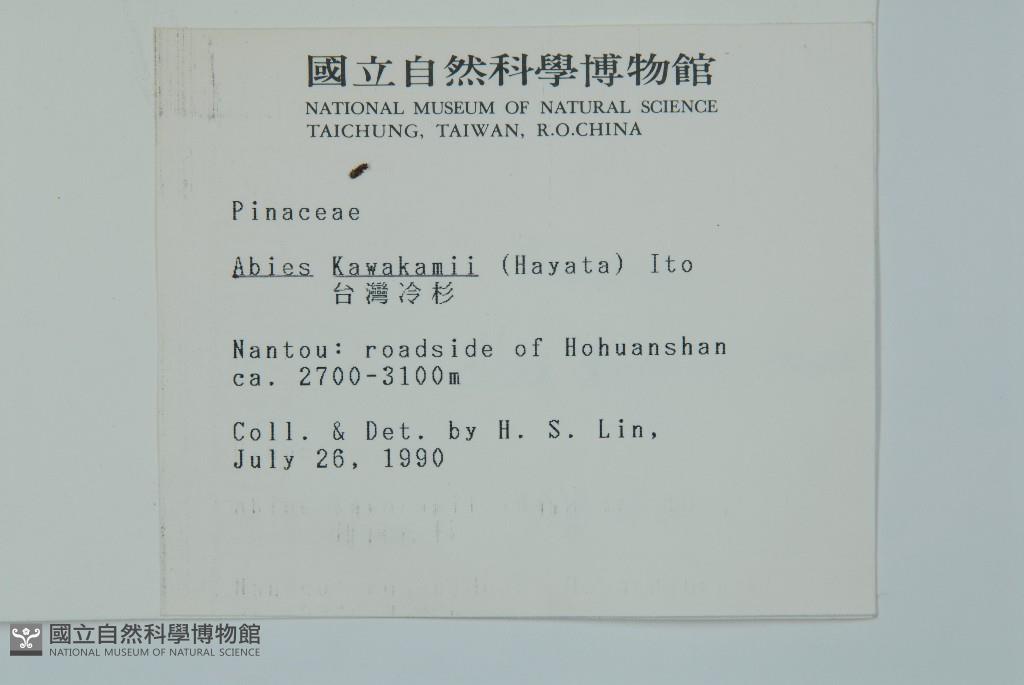 國立自然科學博物館
NATIONAL MUSEUM OF NATURAL SCIENCE
TAICHUNG, TAIWAN, R.O.CHINA
Pinaceae
Abies Kawakamii (Hayata) Ito
台灣冷杉
Nantou: roadside of Hohuanshan
ca. 2700-3100m
Coll. & Det. by H. S. Lin,
July 26, 1990
國立自然科學博物館
NATIONAL MUSEUM OF NATURAL SCIENCE